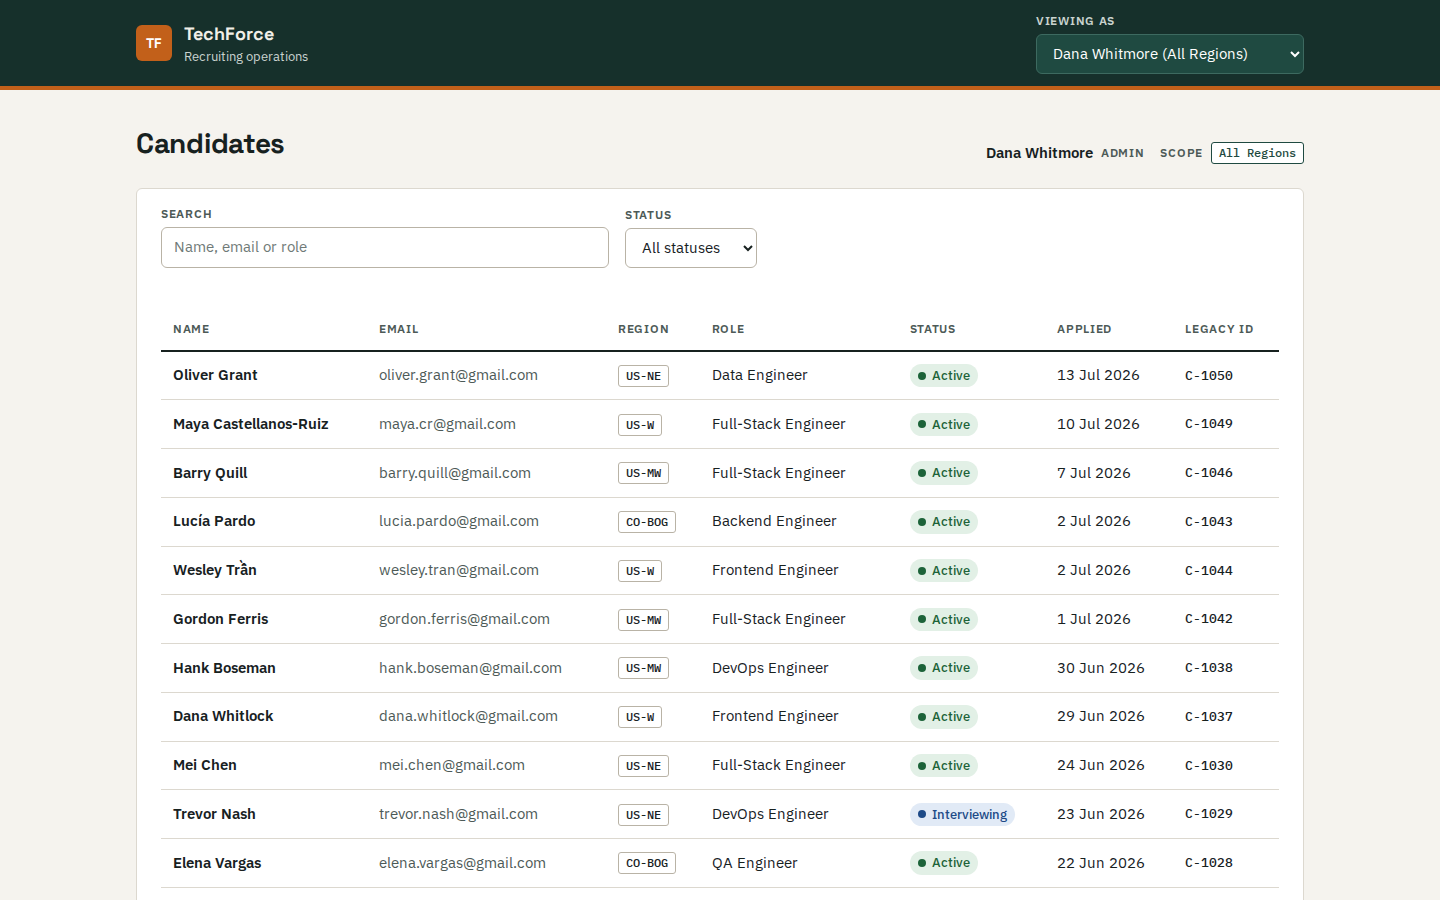 TF
TechForce
Recruiting operations
VIEWING AS
Dana Whitmore (All Regions)
Candidates
Dana Whitmore ADMIN SCOPE All Regions
SEARCH
Name, email or role
STATUS
All statuses
NAME EMAIL REGION ROLE STATUS APPLIED LEGACY ID
Oliver Grant oliver.grant@gmail.com US-NE Data Engineer Active 13 Jul 2026 C-1050
Maya Castellanos-Ruiz maya.cr@gmail.com US-W Full-Stack Engineer Active 10 Jul 2026 C-1049
Barry Quill barry.quill@gmail.com US-MW Full-Stack Engineer Active 7 Jul 2026 C-1046
Lucía Pardo lucia.pardo@gmail.com CO-BOG Backend Engineer Active 2 Jul 2026 C-1043
Wesley Trần wesley.tran@gmail.com US-W Frontend Engineer Active 2 Jul 2026 C-1044
Gordon Ferris gordon.ferris@gmail.com US-MW Full-Stack Engineer Active 1 Jul 2026 C-1042
Hank Boseman hank.boseman@gmail.com US-MW DevOps Engineer Active 30 Jun 2026 C-1038
Dana Whitlock dana.whitlock@gmail.com US-W Frontend Engineer Active 29 Jun 2026 C-1037
Mei Chen mei.chen@gmail.com US-NE Full-Stack Engineer Active 24 Jun 2026 C-1030
Trevor Nash trevor.nash@gmail.com US-NE DevOps Engineer Interviewing 23 Jun 2026 C-1029
Elena Vargas elena.vargas@gmail.com CO-BOG QA Engineer Active 22 Jun 2026 C-1028